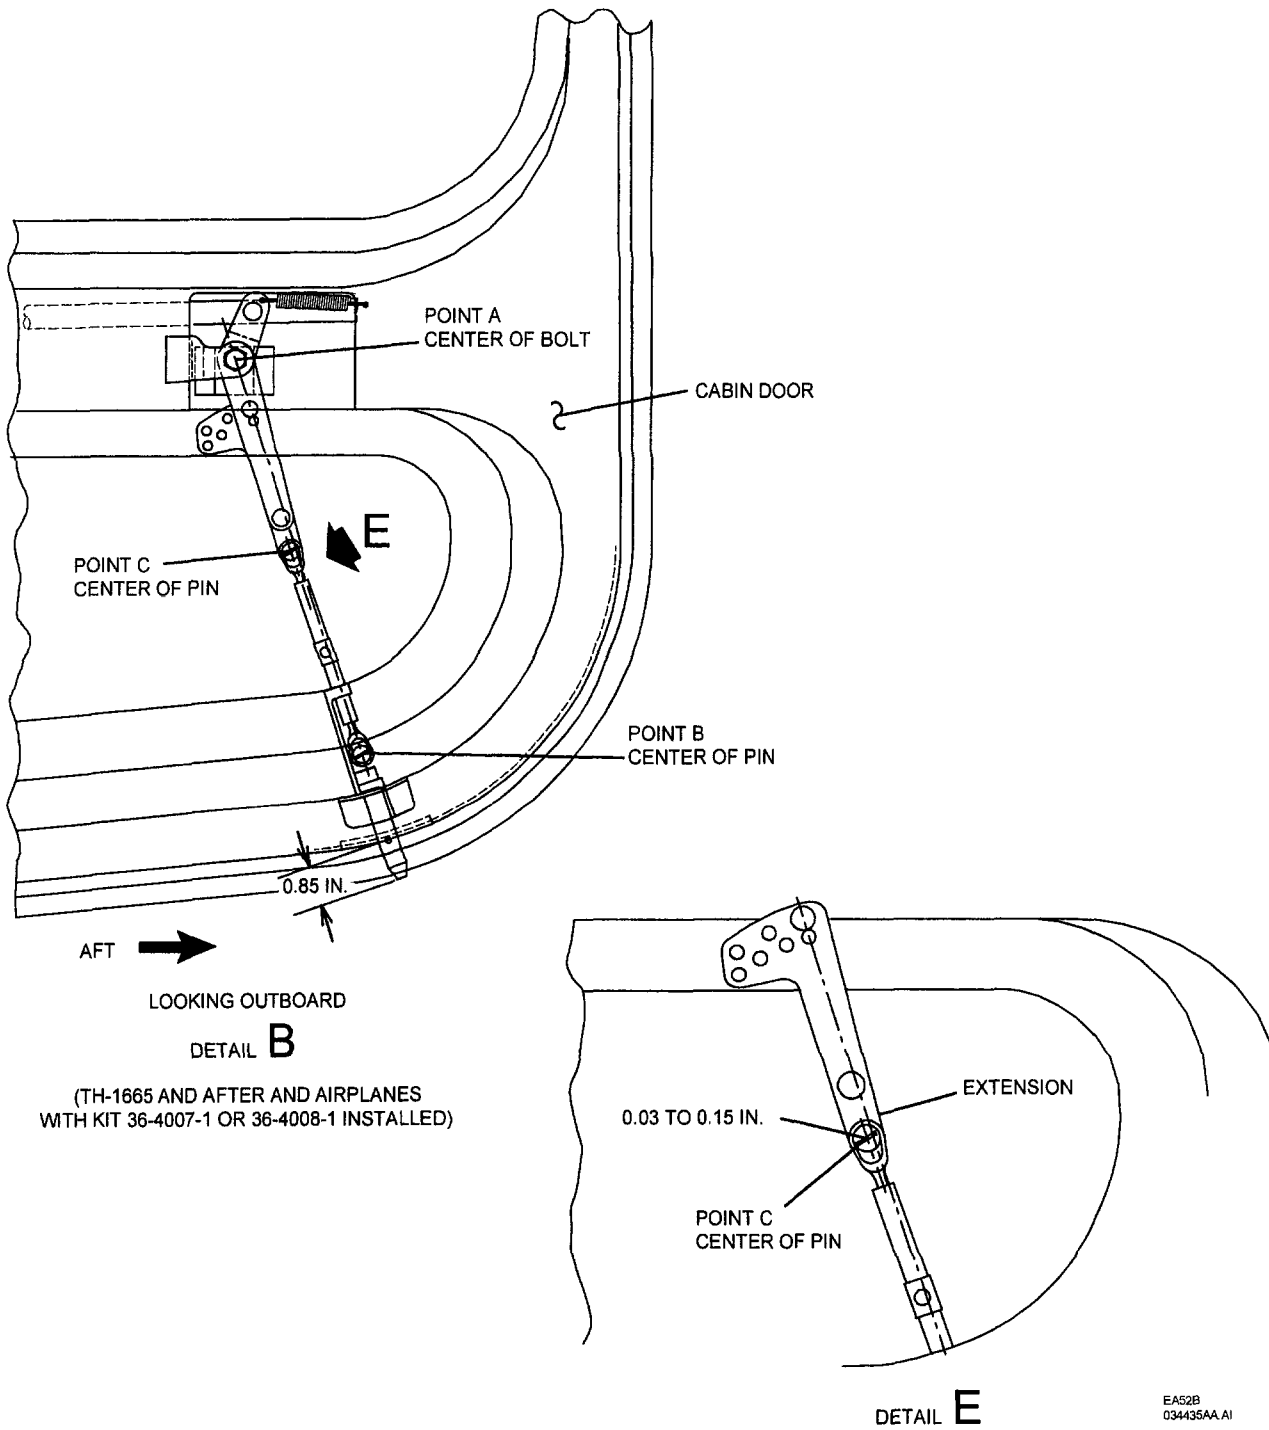 POINT A
CENTER OF BOLT
CABIN DOOR
E
POINT C
CENTER OF PIN
POINT B
CENTER OF PIN
0.85 IN.
AFT
LOOKING OUTBOARD
DETAIL B
(TH-1665 AND AFTER AND AIRPLANES
WITH KIT 36-4007-1 OR 36-4008-1 INSTALLED)
EXTENSION
0.03 TO 0.15 IN.
POINT C
CENTER OF PIN
DETAIL E
EA52B
034435AA.AI